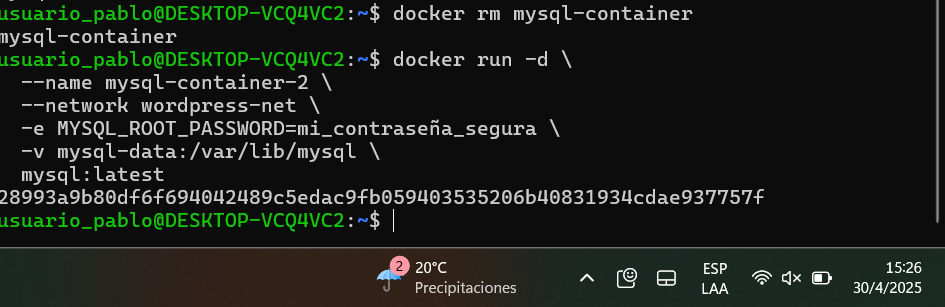 usuario_pablo@DESKTOP-VCQ4VC2:~$ docker rm mysql-container
mysql-container
usuario_pablo@DESKTOP-VCQ4VC2:~$ docker run -d \
  --name mysql-container-2 \
  --network wordpress-net \
  -e MYSQL_ROOT_PASSWORD=mi_contraseña_segura \
  -v mysql-data:/var/lib/mysql \
  mysql:latest
28993a9b80df6f694042489c5edac9fb059403535206b40831934cdae937757f
usuario_pablo@DESKTOP-VCQ4VC2:~$
2
20°C
Precipitaciones
ESP
LAA
15:26
30/4/2025